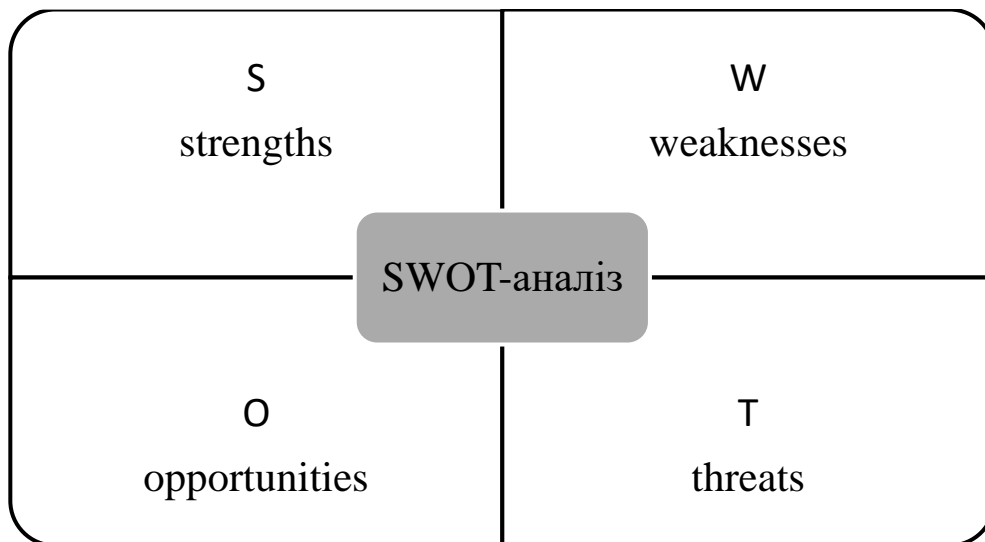 S
strengths
W
weaknesses
SWOT-аналіз
O
opportunities
T
threats